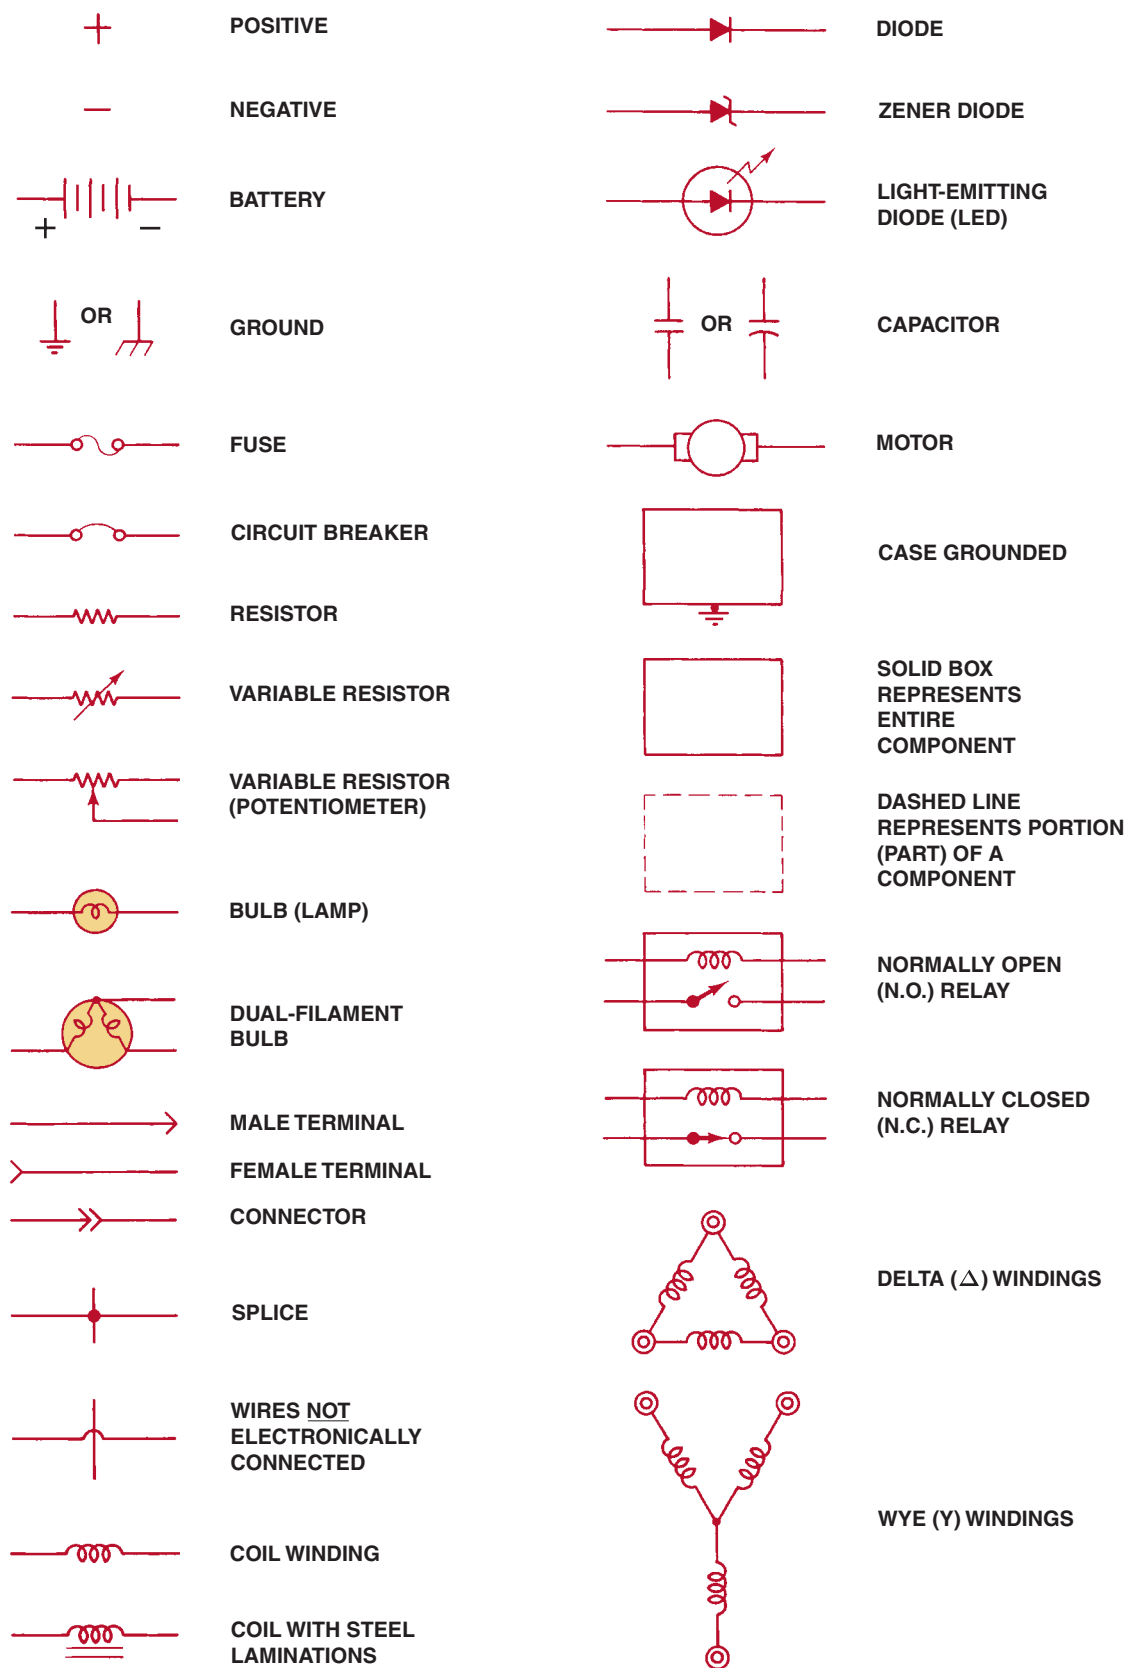 +
POSITIVE
−
NEGATIVE
BATTERY
+ −
OR
GROUND
FUSE
CIRCUIT BREAKER
RESISTOR
VARIABLE RESISTOR
VARIABLE RESISTOR
(POTENTIOMETER)
BULB (LAMP)
DUAL-FILAMENT
BULB
MALE TERMINAL
FEMALE TERMINAL
CONNECTOR
SPLICE
WIRES NOT
ELECTRONICALLY
CONNECTED
COIL WINDING
COIL WITH STEEL
LAMINATIONS
DIODE
ZENER DIODE
LIGHT-EMITTING
DIODE (LED)
OR
CAPACITOR
MOTOR
CASE GROUNDED
SOLID BOX
REPRESENTS
ENTIRE
COMPONENT
DASHED LINE
REPRESENTS PORTION
(PART) OF A
COMPONENT
NORMALLY OPEN
(N.O.) RELAY
NORMALLY CLOSED
(N.C.) RELAY
DELTA (Δ) WINDINGS
WYE (Y) WINDINGS